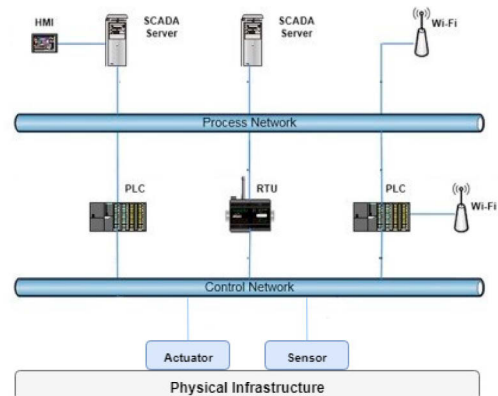 HMI
SCADA
Server
SCADA
Server
Wi-Fi
Process Network
PLC
RTU
PLC
Wi-Fi
Control Network
Actuator
Sensor
Physical Infrastructure